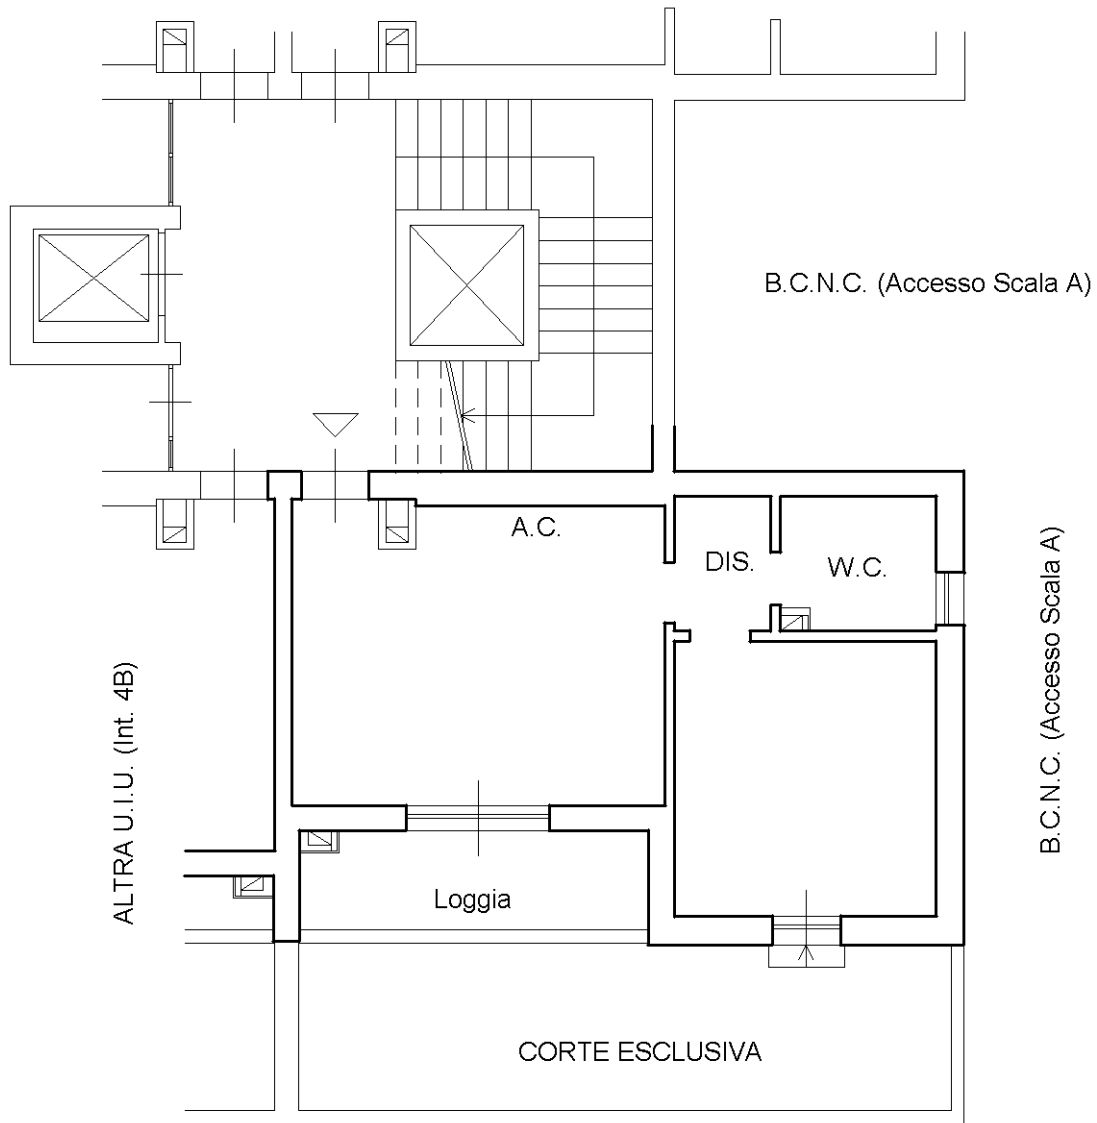 B.C.N.C. (Accesso Scala A)
A.C.
DIS.
W.C.
ALTRA U.I.U. (Int. 4B)
B.C.N.C. (Accesso Scala A)
Loggia
CORTE ESCLUSIVA